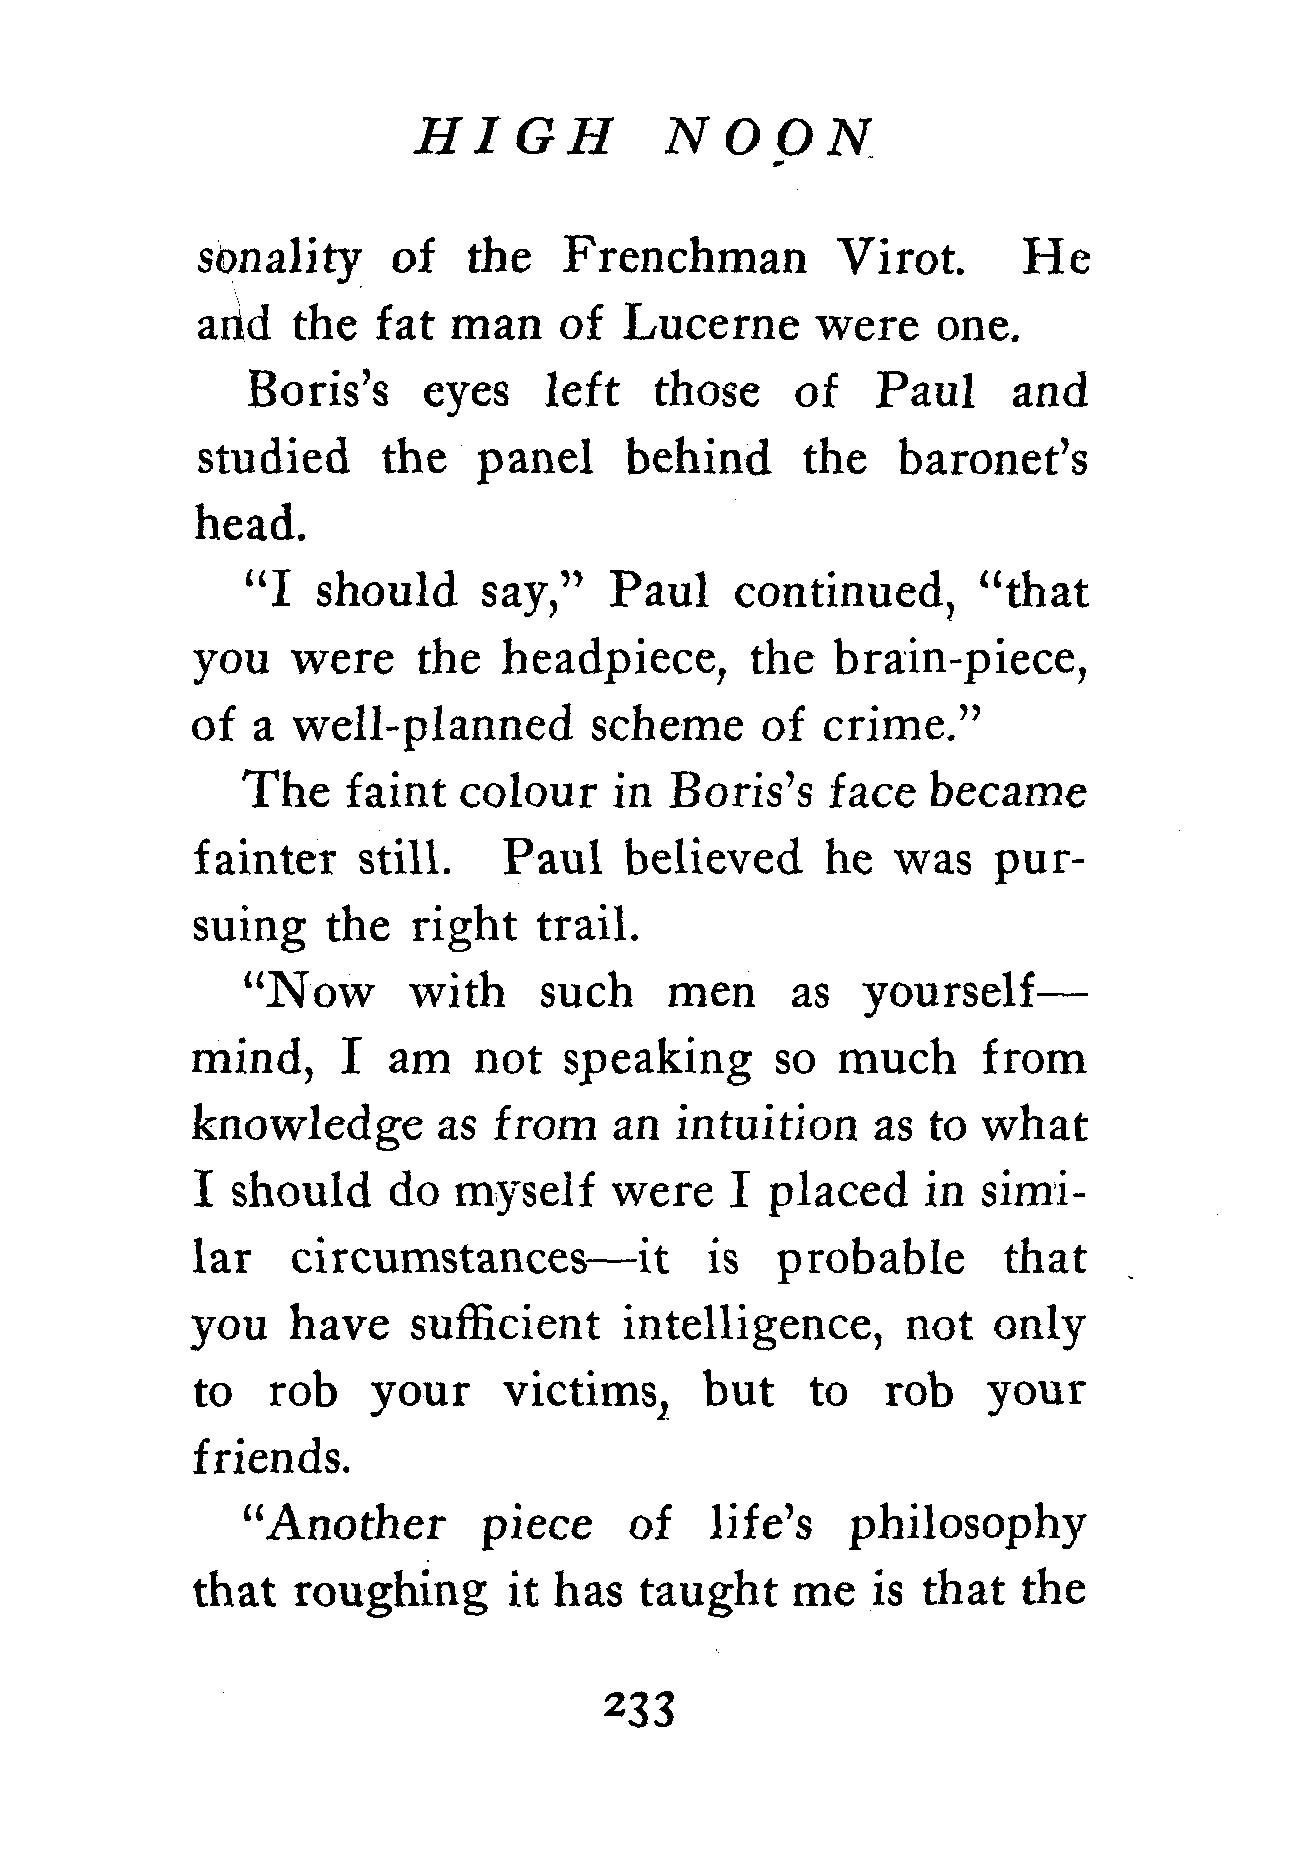 HIGH NOON
sonality of the Frenchman Virot. He
and the fat man of Lucerne were one.
Boris's eyes left those of Paul and
studied the panel behind the baronet's
head.
“I should say,” Paul continued, “that
you were the headpiece, the brain-piece,
of a well-planned scheme of crime.”
The faint colour in Boris's face became
fainter still. Paul believed he was pur-
suing the right trail.
“Now with such men as yourself—
mind, I am not speaking so much from
knowledge as from an intuition as to what
I should do myself were I placed in simi-
lar circumstances—it is probable that
you have sufficient intelligence, not only
to rob your victims, but to rob your
friends.
“Another piece of life's philosophy
that roughing it has taught me is that the
233